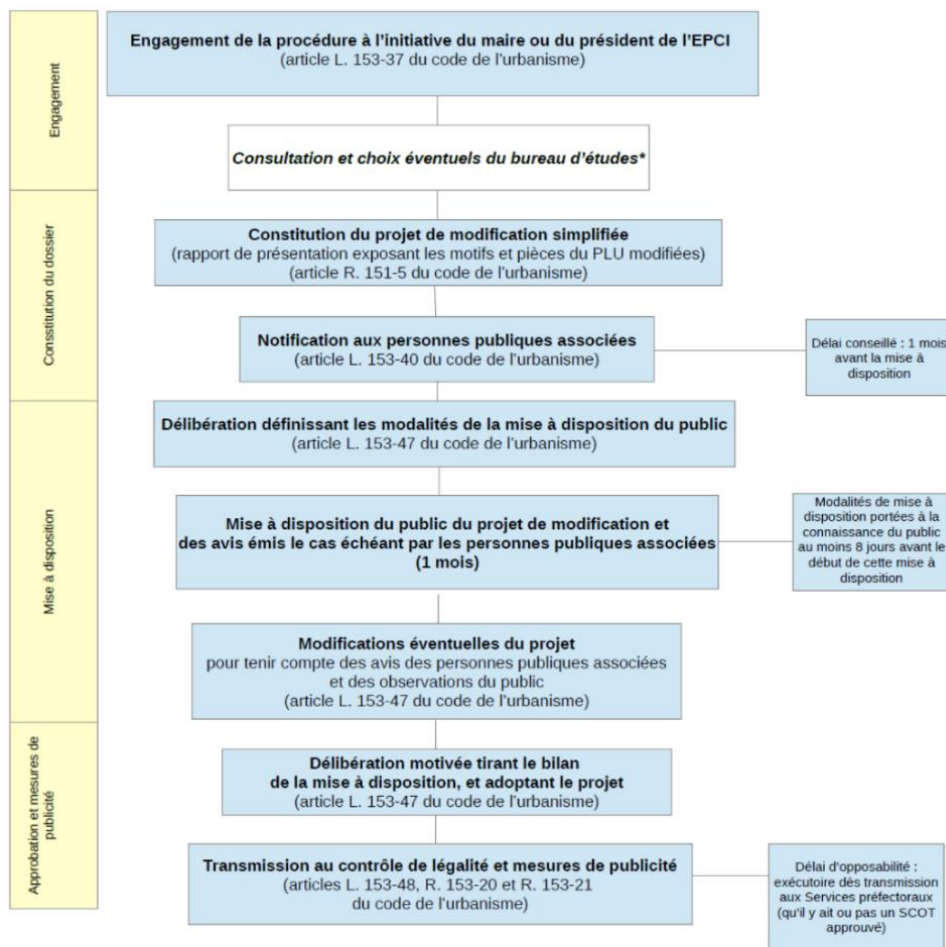 Engagement
Engagement de la procédure à l'initiative du maire ou du président de l'EPCI
(article L. 153-37 du code de l'urbanisme)
Consultation et choix éventuels du bureau d'études*
Consstitution du dossier
Constitution du projet de modification simplifiée
(rapport de présentation exposant les motifs et pièces du PLU modifiées)
(article R. 151-5 du code de l'urbanisme)
Notification aux personnes publiques associées
(article L. 153-40 du code de l'urbanisme)
Délai conseillé : 1 mois
avant la mise à
disposition
Mise à disposition
Délibération définissant les modalités de la mise à disposition du public
(article L. 153-47 du code de l'urbanisme)
Mise à disposition du public du projet de modification et
des avis émis le cas échéant par les personnes publiques associées
(1 mois)
Modalités de mise à
disposition portées à la
connaissance du public
au moins 8 jours avant le
début de cette mise à
disposition
Modifications éventuelles du projet
pour tenir compte des avis des personnes publiques associées
et des observations du public
(article L. 153-47 du code de l'urbanisme)
Approbation et mesures de
publicité
Délibération motivée tirant le bilan
de la mise à disposition, et adoptant le projet
(article L. 153-47 du code de l'urbanisme)
Transmission au contrôle de légalité et mesures de publicité
(articles L. 153-48, R. 153-20 et R. 153-21
du code de l'urbanisme)
Délai d'opposabilité :
exécutoire dès transmission
aux Services préfectoraux
(qu'il y ait ou pas un SCOT
approuvé)